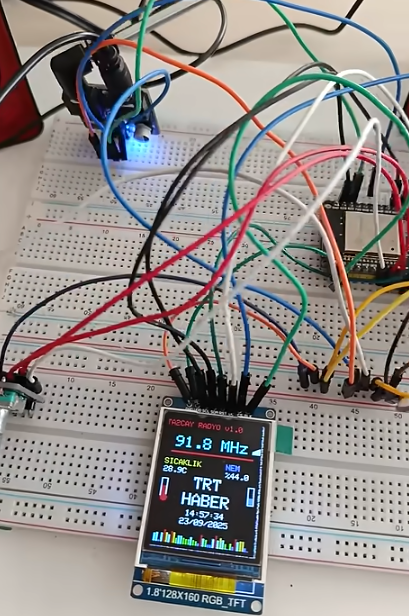 TA2CAY RADYO v1.0
91.8 MHz
SICAKLIK
28.9C
NEM
%44.0
TRT
HABER
14:57:34
23/09/2025
1.8'128X160 RGB_TFT